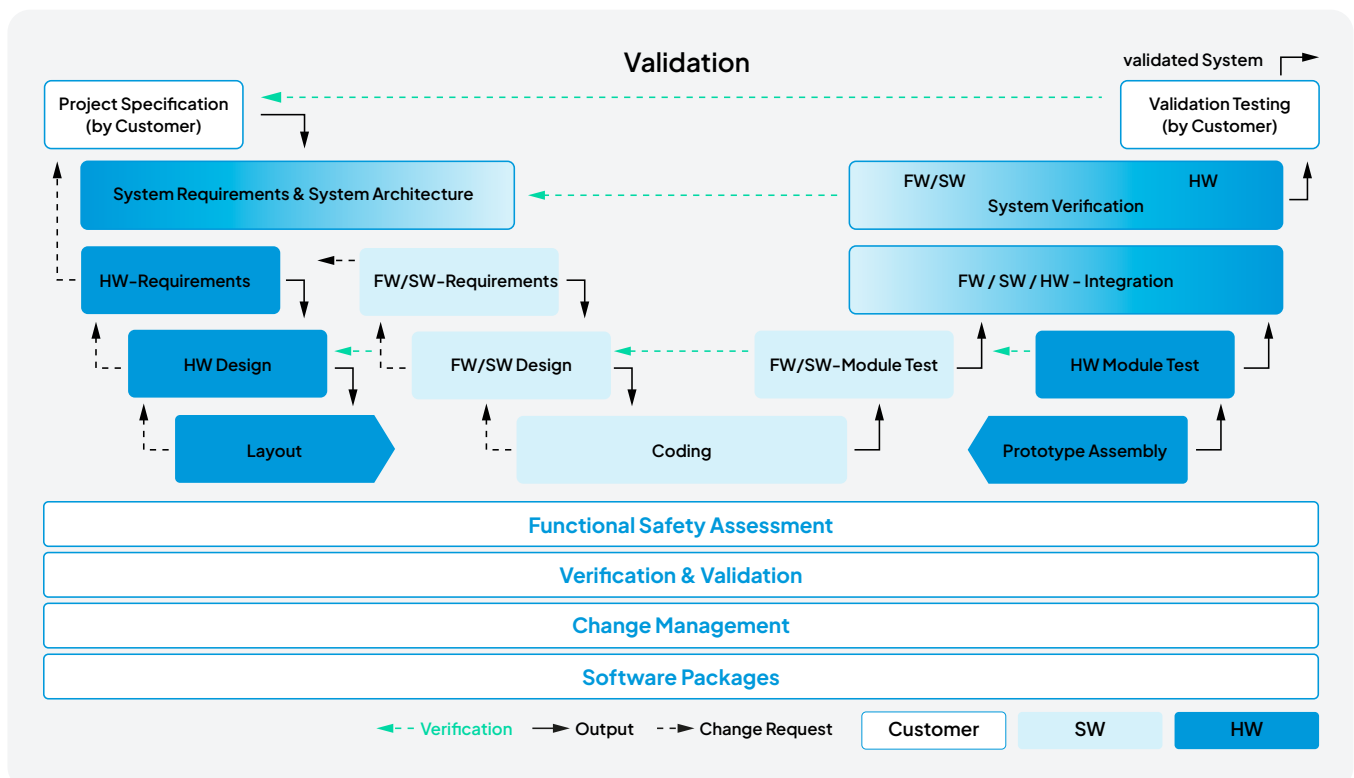 Validation
validated System
Project Specification
(by Customer)
Validation Testing
(by Customer)
System Requirements & System Architecture
FW/SW
HW
System Verification
HW-Requirements
FW/SW-Requirements
FW / SW / HW - Integration
HW Design
FW/SW Design
FW/SW-Module Test
HW Module Test
Layout
Coding
Prototype Assembly
Functional Safety Assessment
Verification & Validation
Change Management
Software Packages
Verification
Output
Change Request
Customer
SW
HW